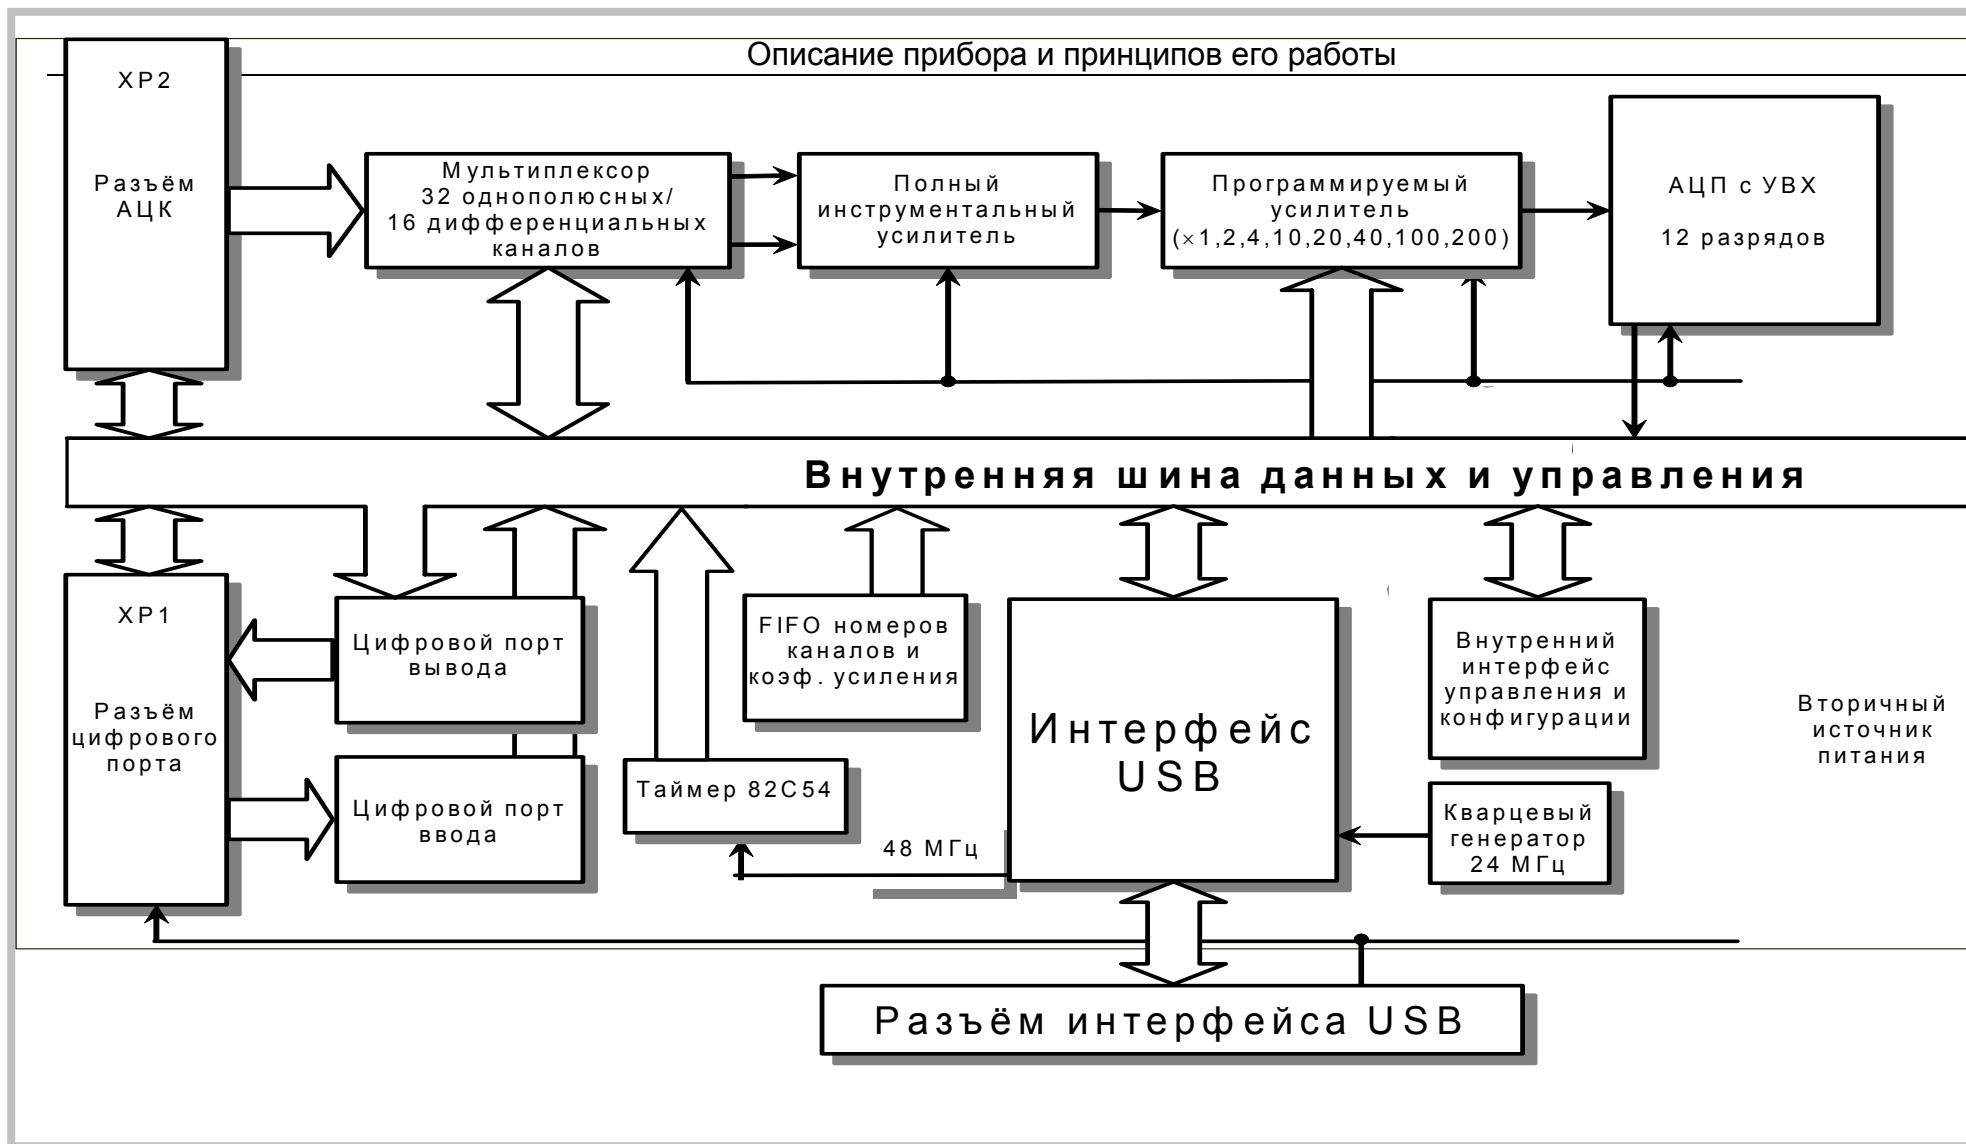 Описание прибора и принципов его работы
XP2
Разъём
АЦК
Мультиплексор
32 однополюсных/
16 дифференциальных
каналов
Полный
инструментальный
усилитель
Программируемый
усилитель
(×1,2,4,10,20,40,100,200)
АЦП с УВХ
12 разрядов
Внутренняя шина данных и управления
XP1
Разъём
цифрового
порта
Цифровой порт
вывода
Цифровой порт
ввода
Таймер 82С54
FIFO номеров
каналов и
коэф. усиления
48 МГц
Интерфейс
USB
Внутренний
интерфейс
управления и
конфигурации
Кварцевый
генератор
24 МГц
Вторичный
источник
питания
Разъём интерфейса USB